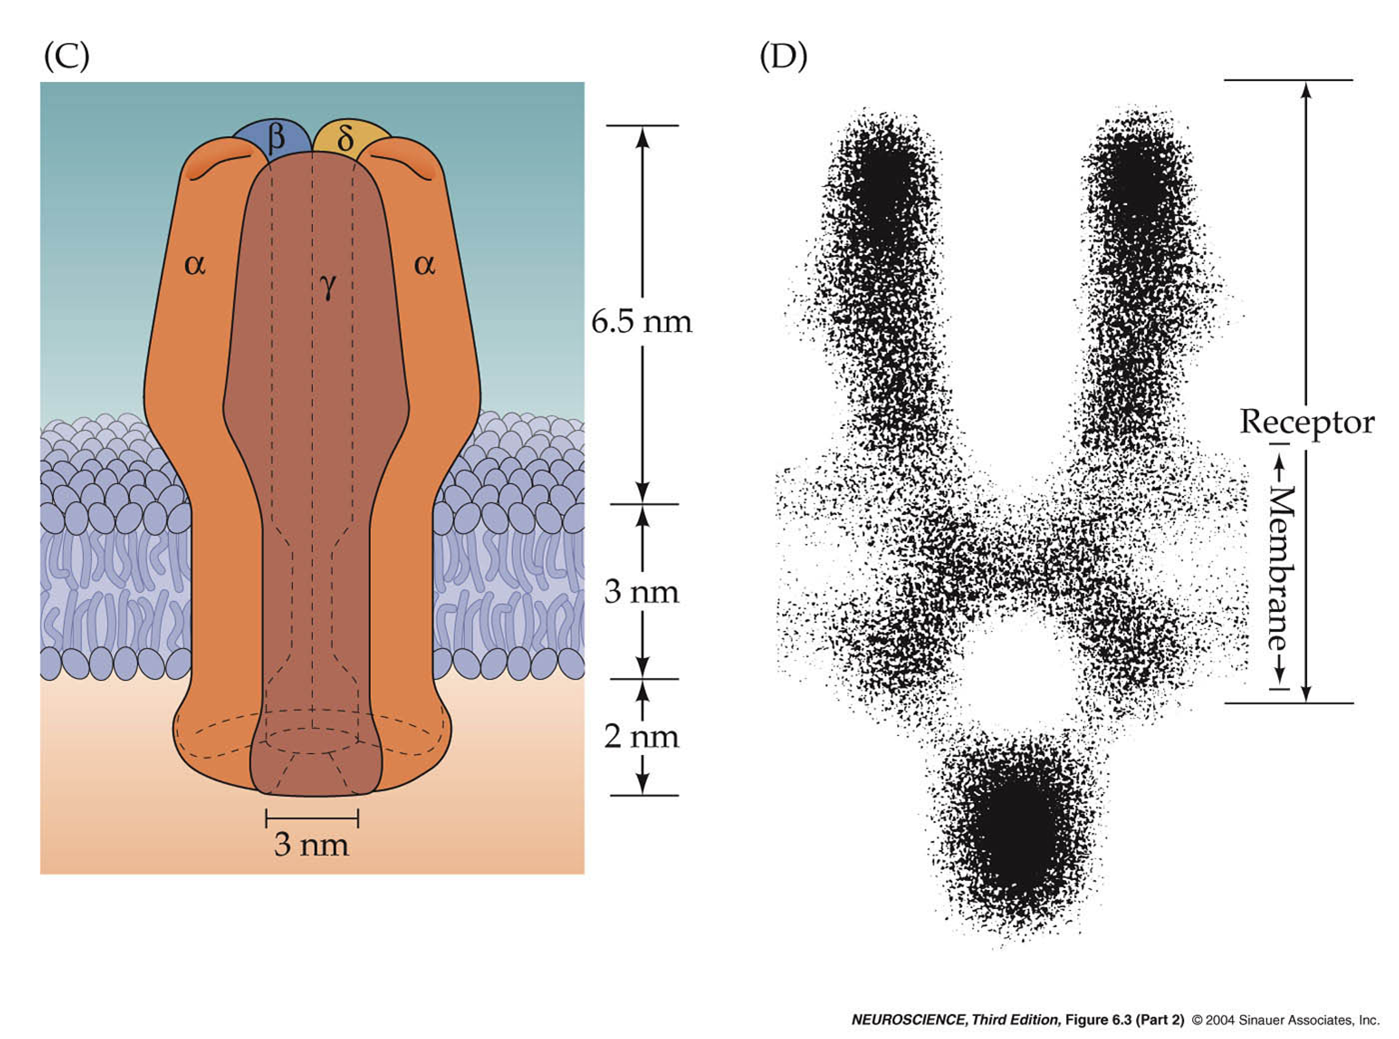 (C)
β
δ
α
γ
α
6.5 nm
3 nm
2 nm
3 nm
(D)
Receptor
Membrane
NEUROSCIENCE, Third Edition, Figure 6.3 (Part 2) © 2004 Sinauer Associates, Inc.